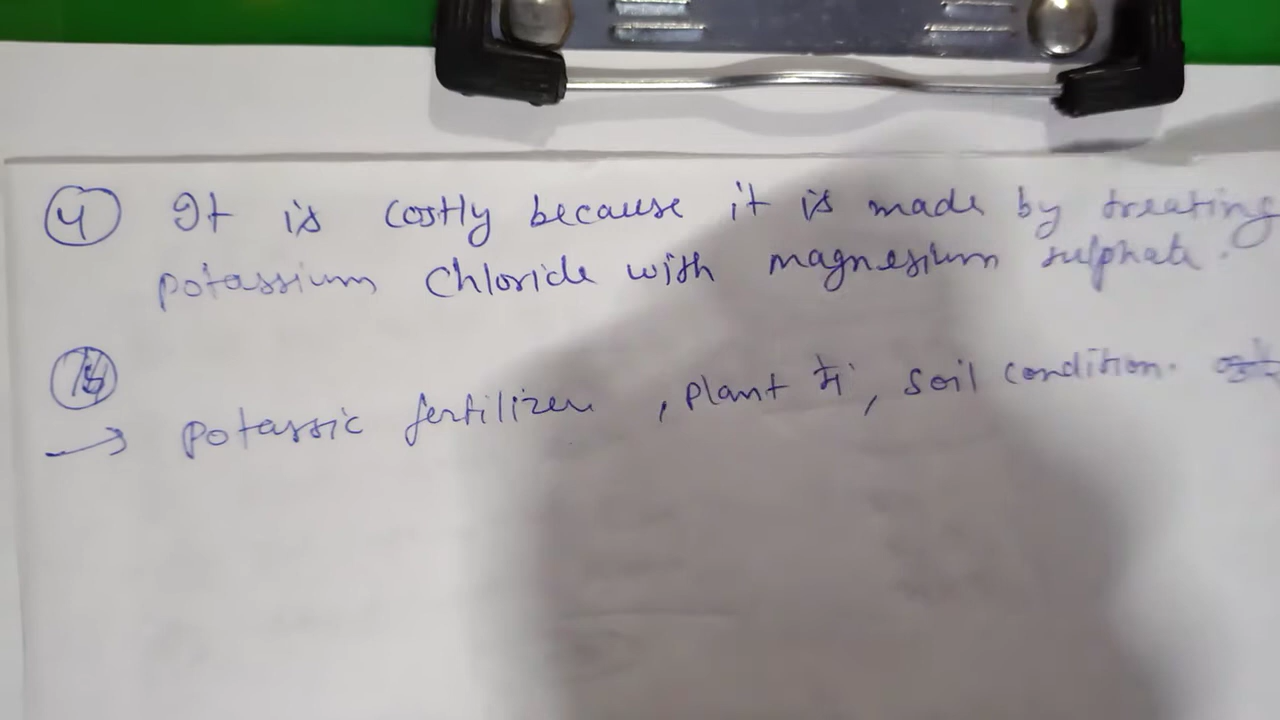 ④ It is costly because it is made by treating
potassium chloride with magnesium sulphate.
→ potassic fertilizer , plant में , soil condition.